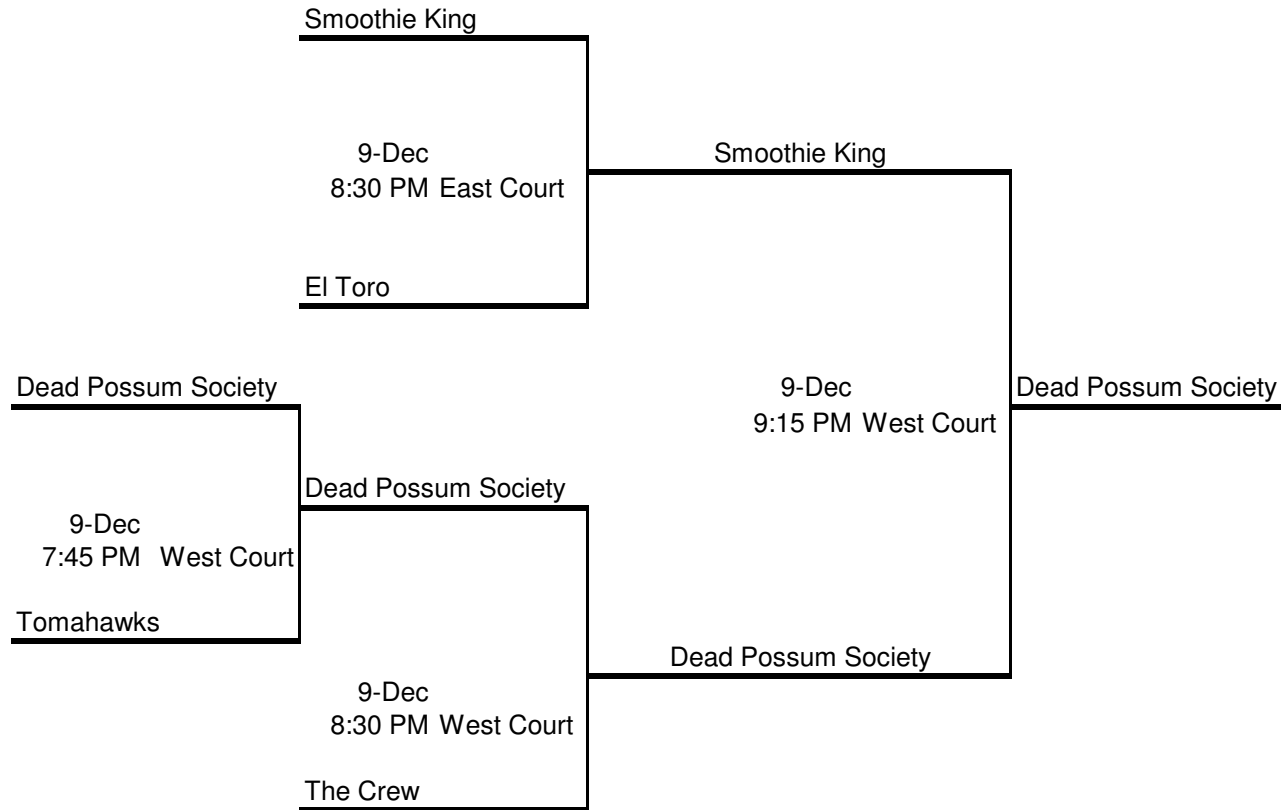 Smoothie King
9-Dec
8:30 PM East Court
Smoothie King
El Toro
Dead Possum Society
9-Dec
9:15 PM West Court
Dead Possum Society
Dead Possum Society
9-Dec
7:45 PM West Court
Tomahawks
Dead Possum Society
9-Dec
8:30 PM West Court
The Crew